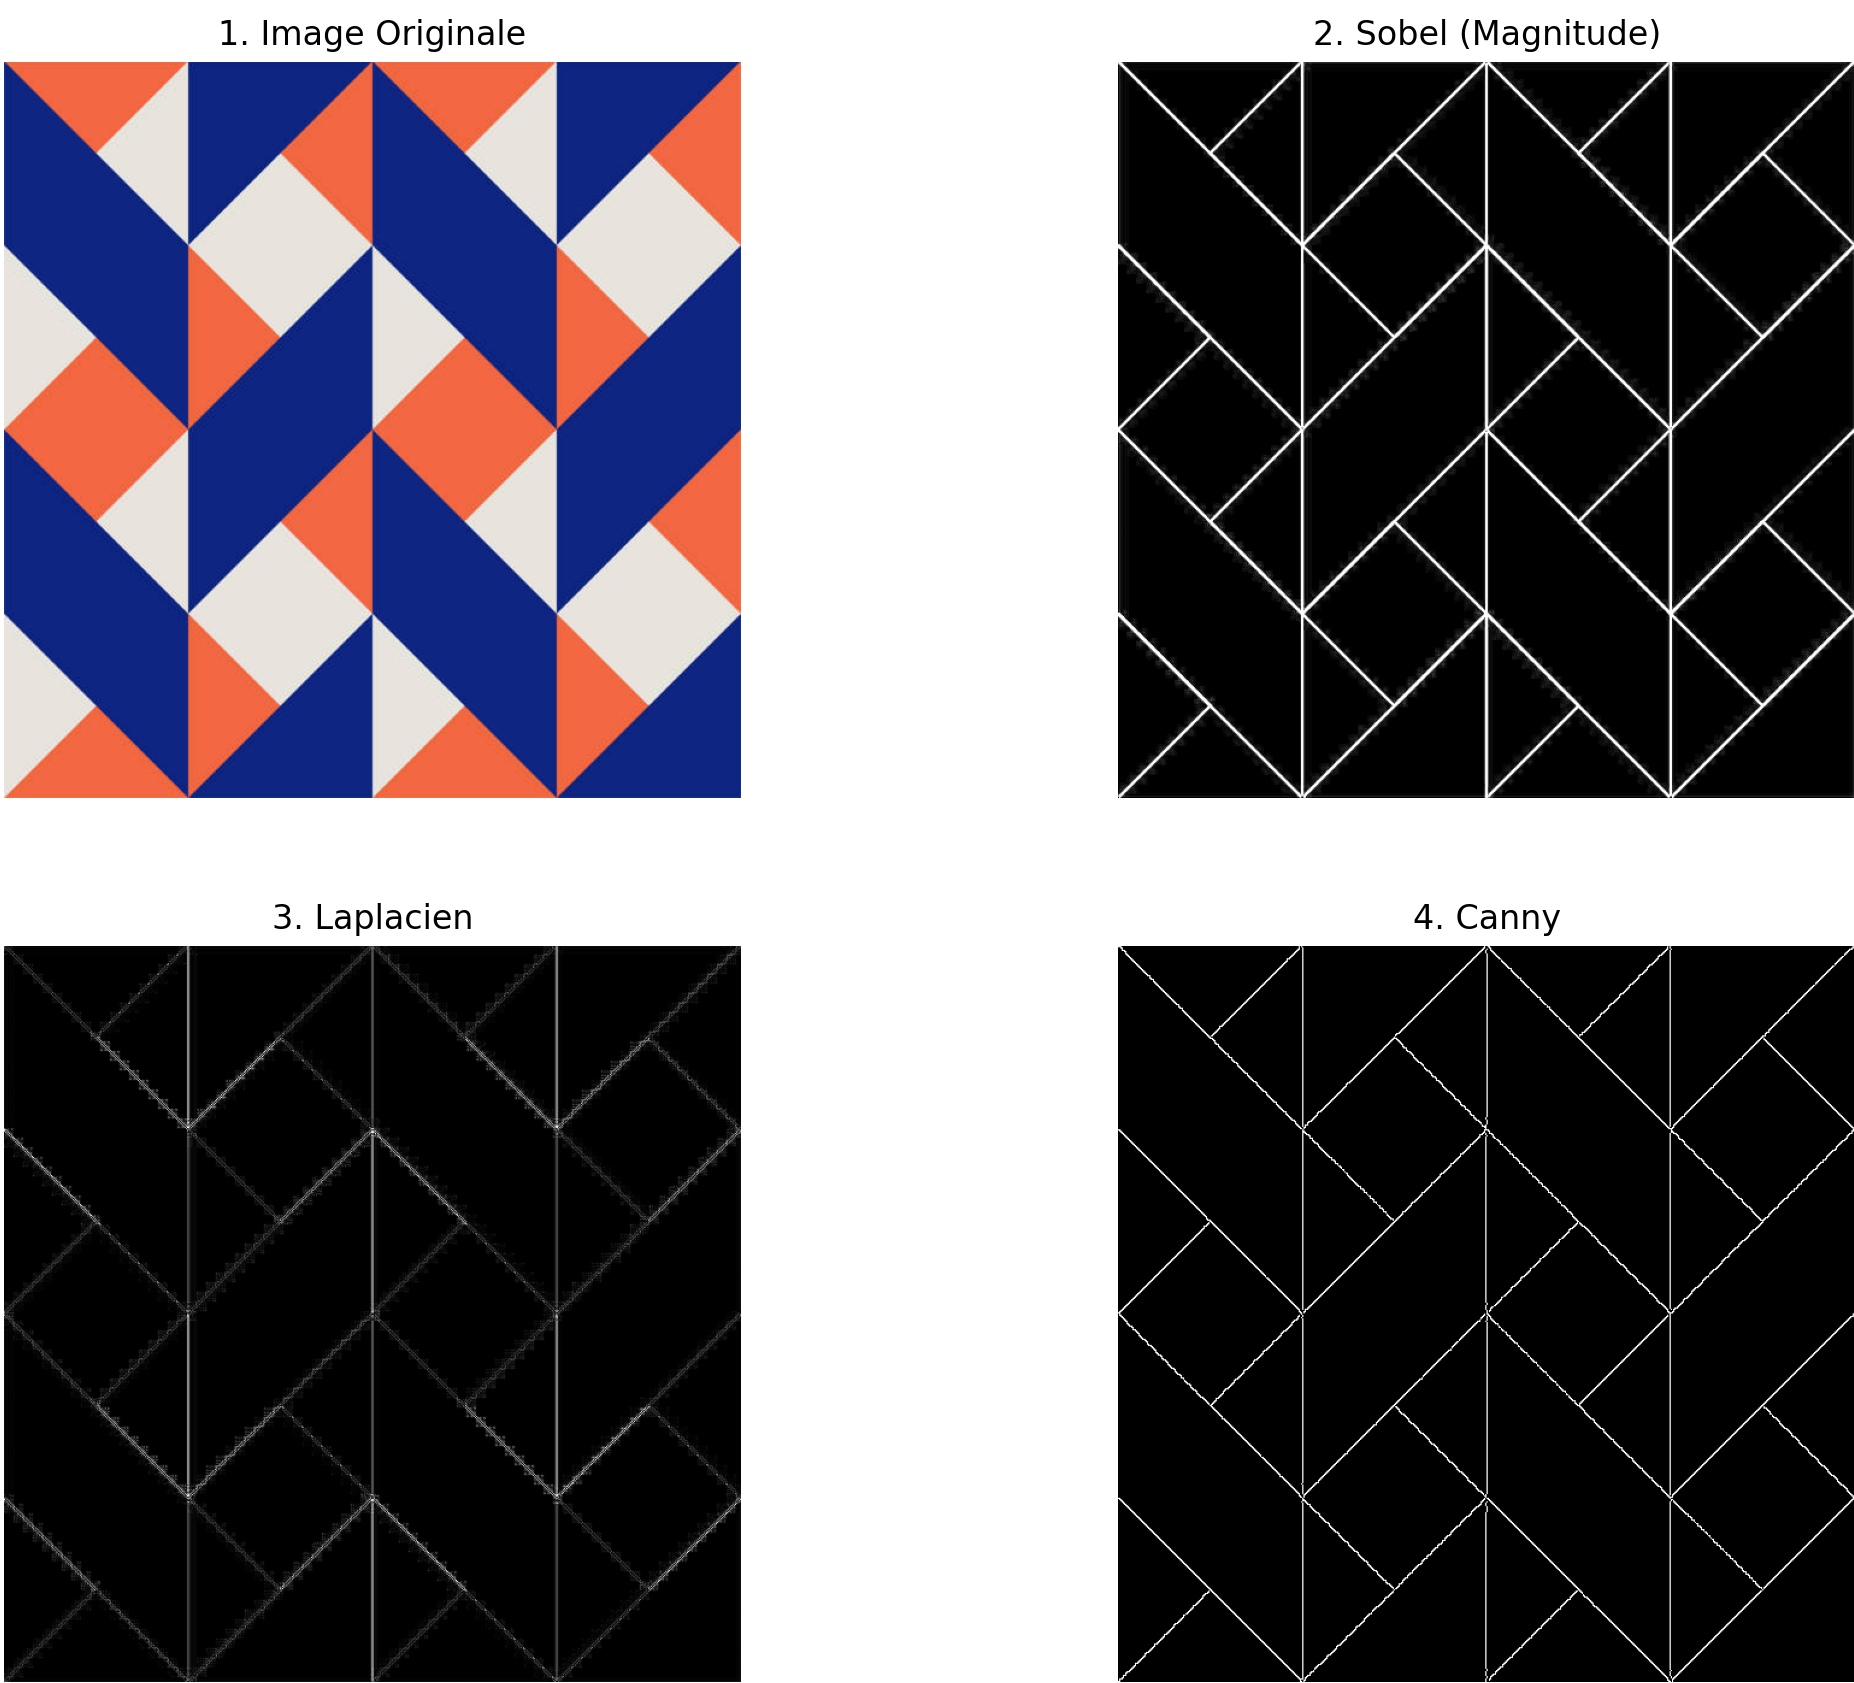 1. Image Originale
2. Sobel (Magnitude)
3. Laplacien
4. Canny